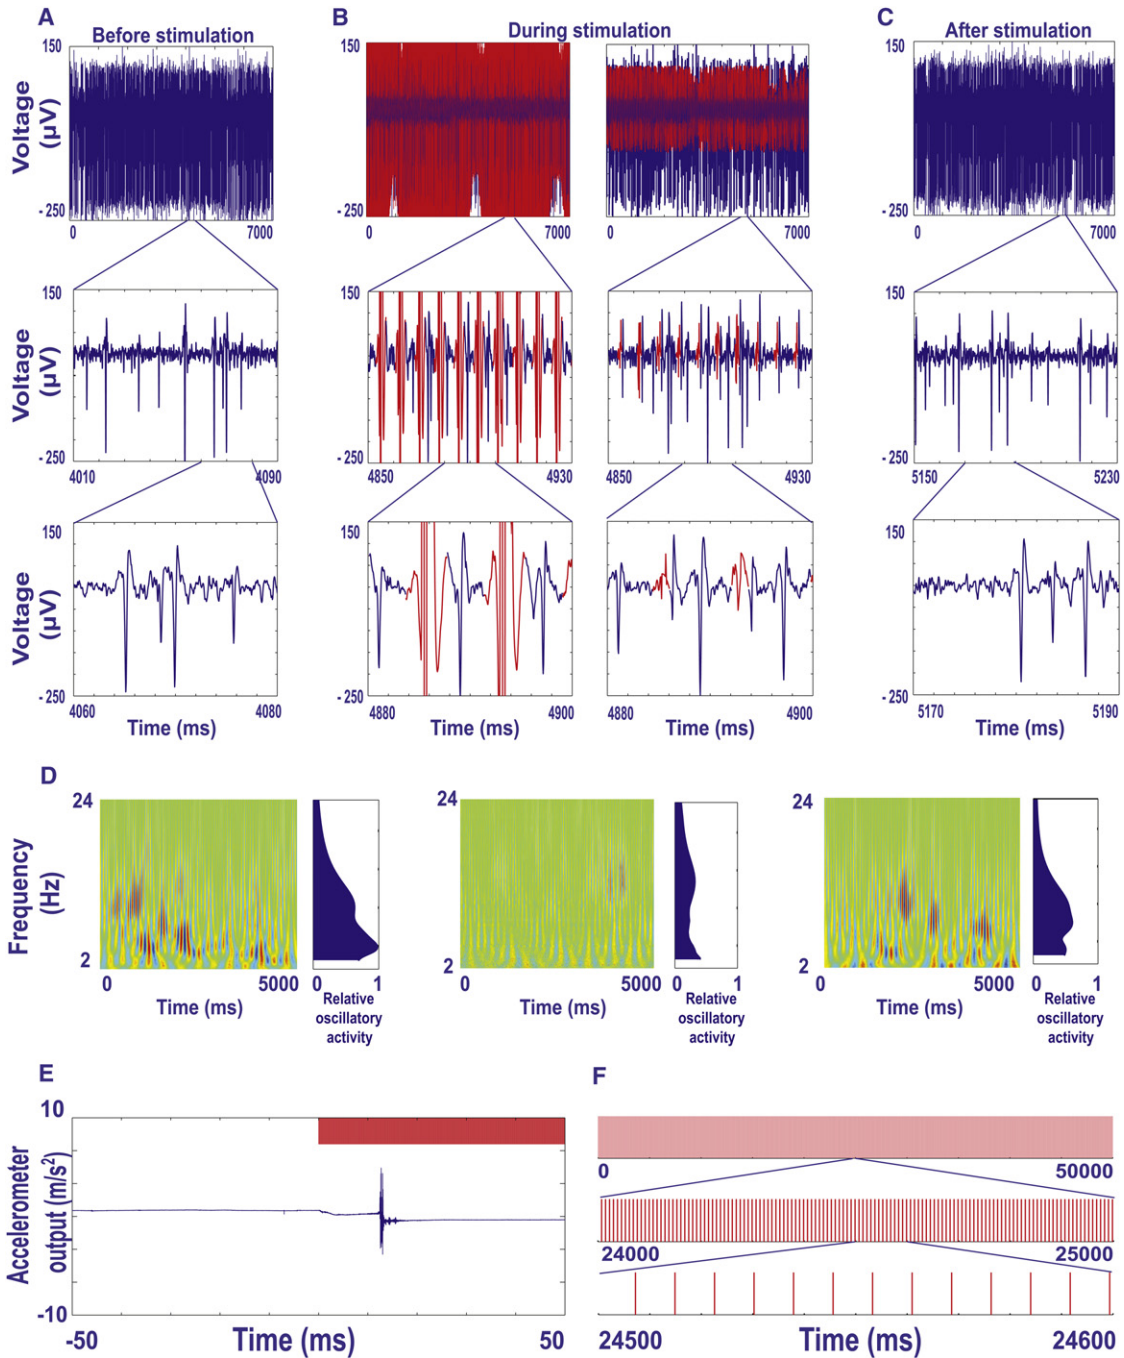 A
B
C
Before stimulation
During stimulation
After stimulation
Voltage (µV)
150
-250
0 7000
0 7000
0 7000
0 7000
150
150
-250
-250
Voltage (µV)
150
-250
4010 4090
150
-250
4850 4930
4850 4930
150
-250
5150 5230
Voltage (µV)
150
-250
4060 4080
150
-250
4880 4900
4880 4900
150
-250
5170 5190
Time (ms)
Time (ms)
Time (ms)
Time (ms)
D
Frequency (Hz)
24
2
0 5000
Time (ms)
0 1
Relative
oscillatory
activity
24
2
0 5000
Time (ms)
0 1
Relative
oscillatory
activity
24
2
0 5000
Time (ms)
0 1
Relative
oscillatory
activity
E
Accelerometer
output (m/s²)
10
-10
-50 50
Time (ms)
F
0 50000
24000 25000
24500 24600
Time (ms)